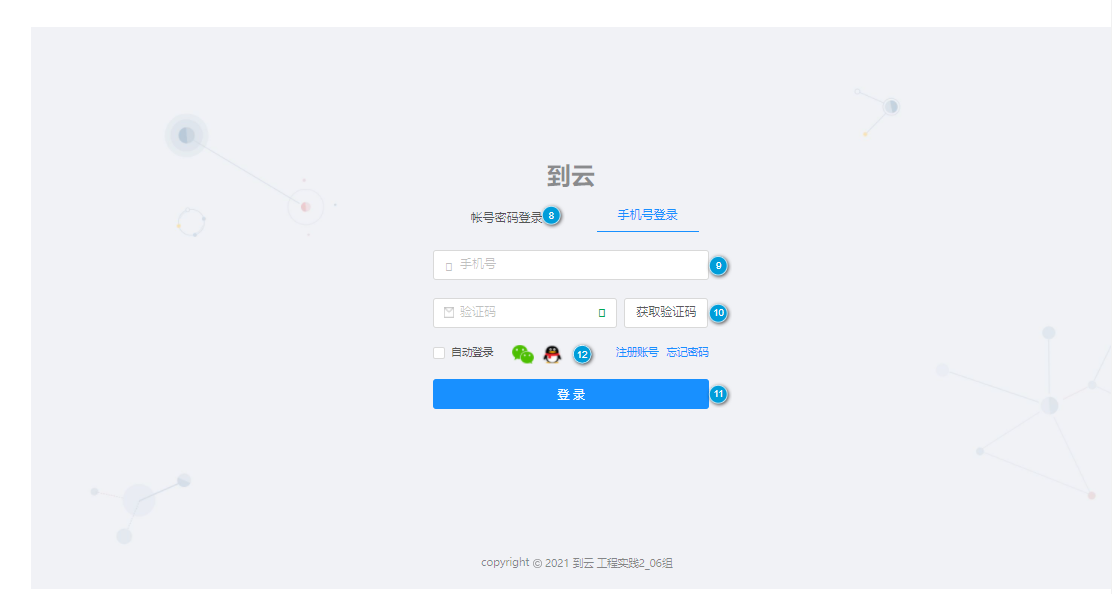 到云
帐号密码登录 8 手机号登录
手机号 9
验证码 获取验证码 10
自动登录 12 注册账号 忘记密码
登 录 11
copyright © 2021 到云 工程实践2_06组